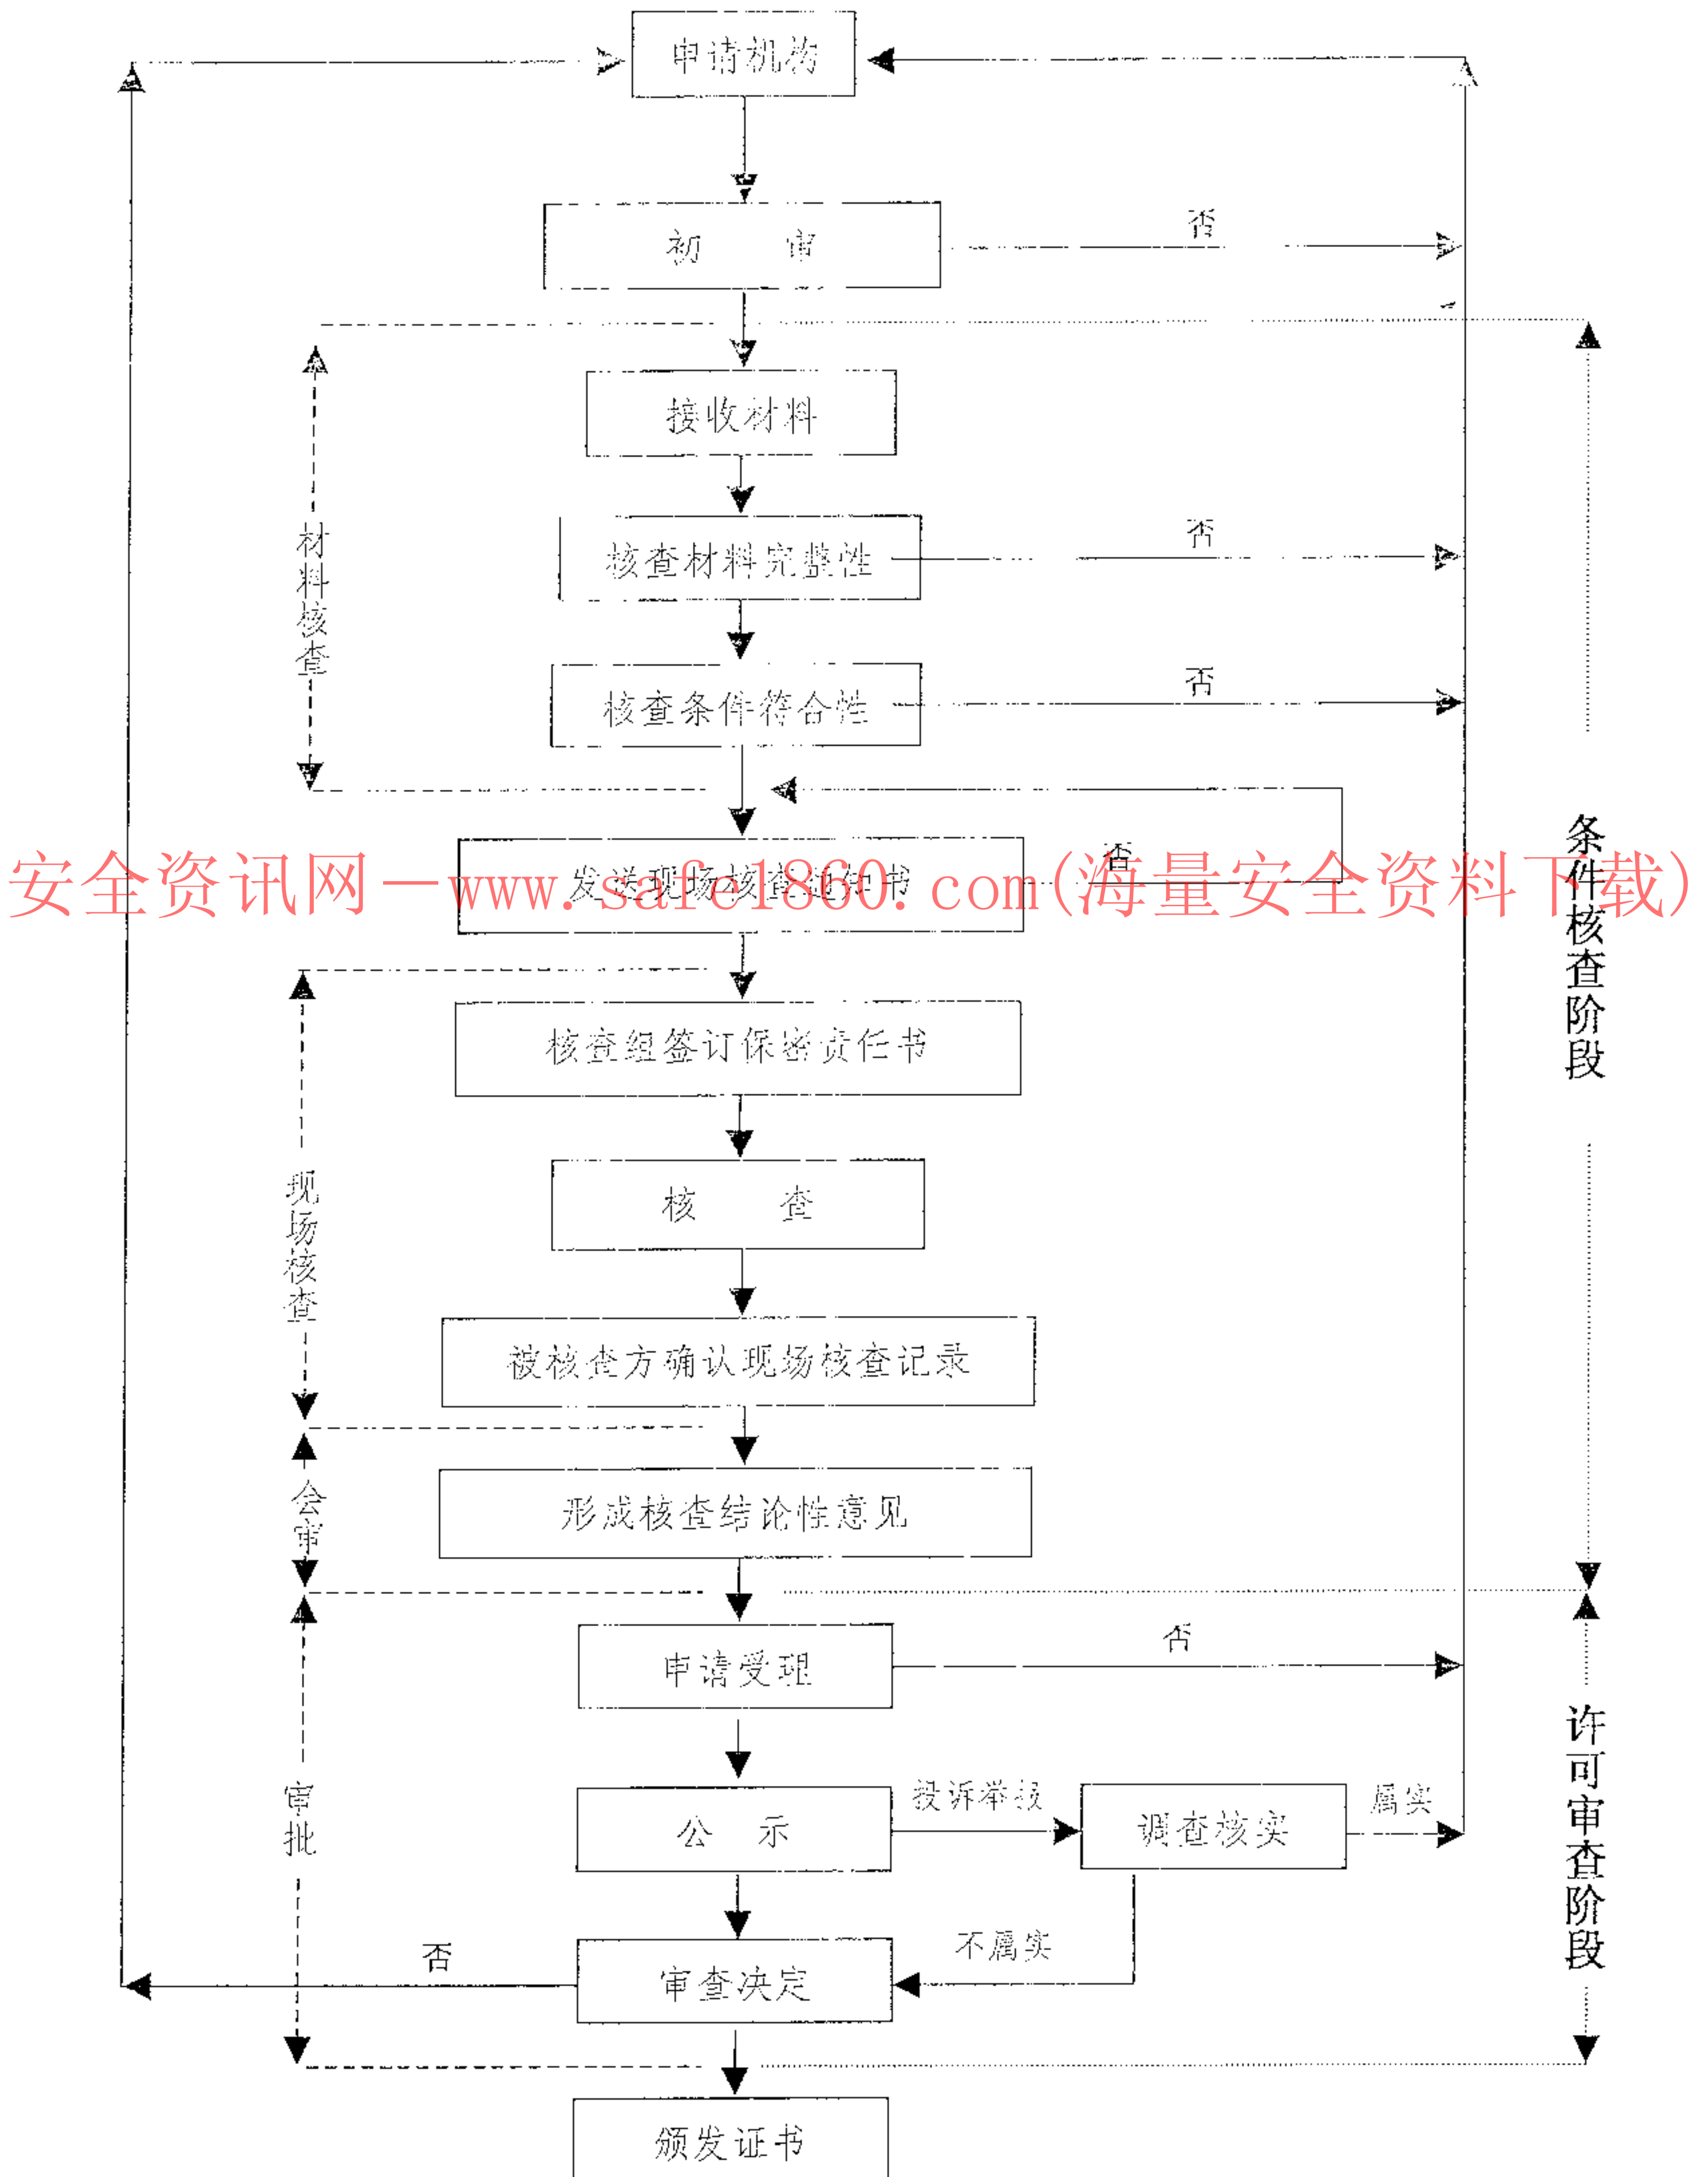 申请机构
初 审
否
接收材料
核查材料完整性
否
材料核查
核查条件符合性
否
发送现场核查通知书
否
安全资讯网－www.safe1860.com(海量安全资料下载)
条件核查阶段
核查组签订保密责任书
核 查
现场核查
被核查方确认现场核查记录
会审
形成核查结论性意见
申请受理
否
审批
公 示
投诉举报
调查核实
属实
许可审查阶段
不属实
审查决定
否
颁发证书